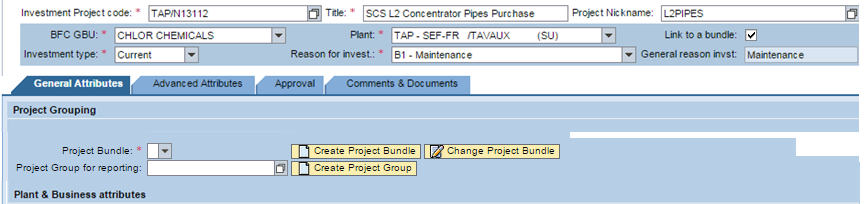 Investment Project code: * TAP/N13112 Title: * SCS L2 Concentrator Pipes Purchase Project Nickname: L2PIPES
BFC GBU: * CHLOR CHEMICALS Plant: * TAP - SEF-FR /TAVAUX (SU) Link to a bundle:
Investment type: * Current Reason for invest.: * B1 - Maintenance General reason invst: Maintenance
General Attributes Advanced Attributes Approval Comments & Documents
Project Grouping
Project Bundle: * Create Project Bundle Change Project Bundle
Project Group for reporting: Create Project Group
Plant & Business attributes